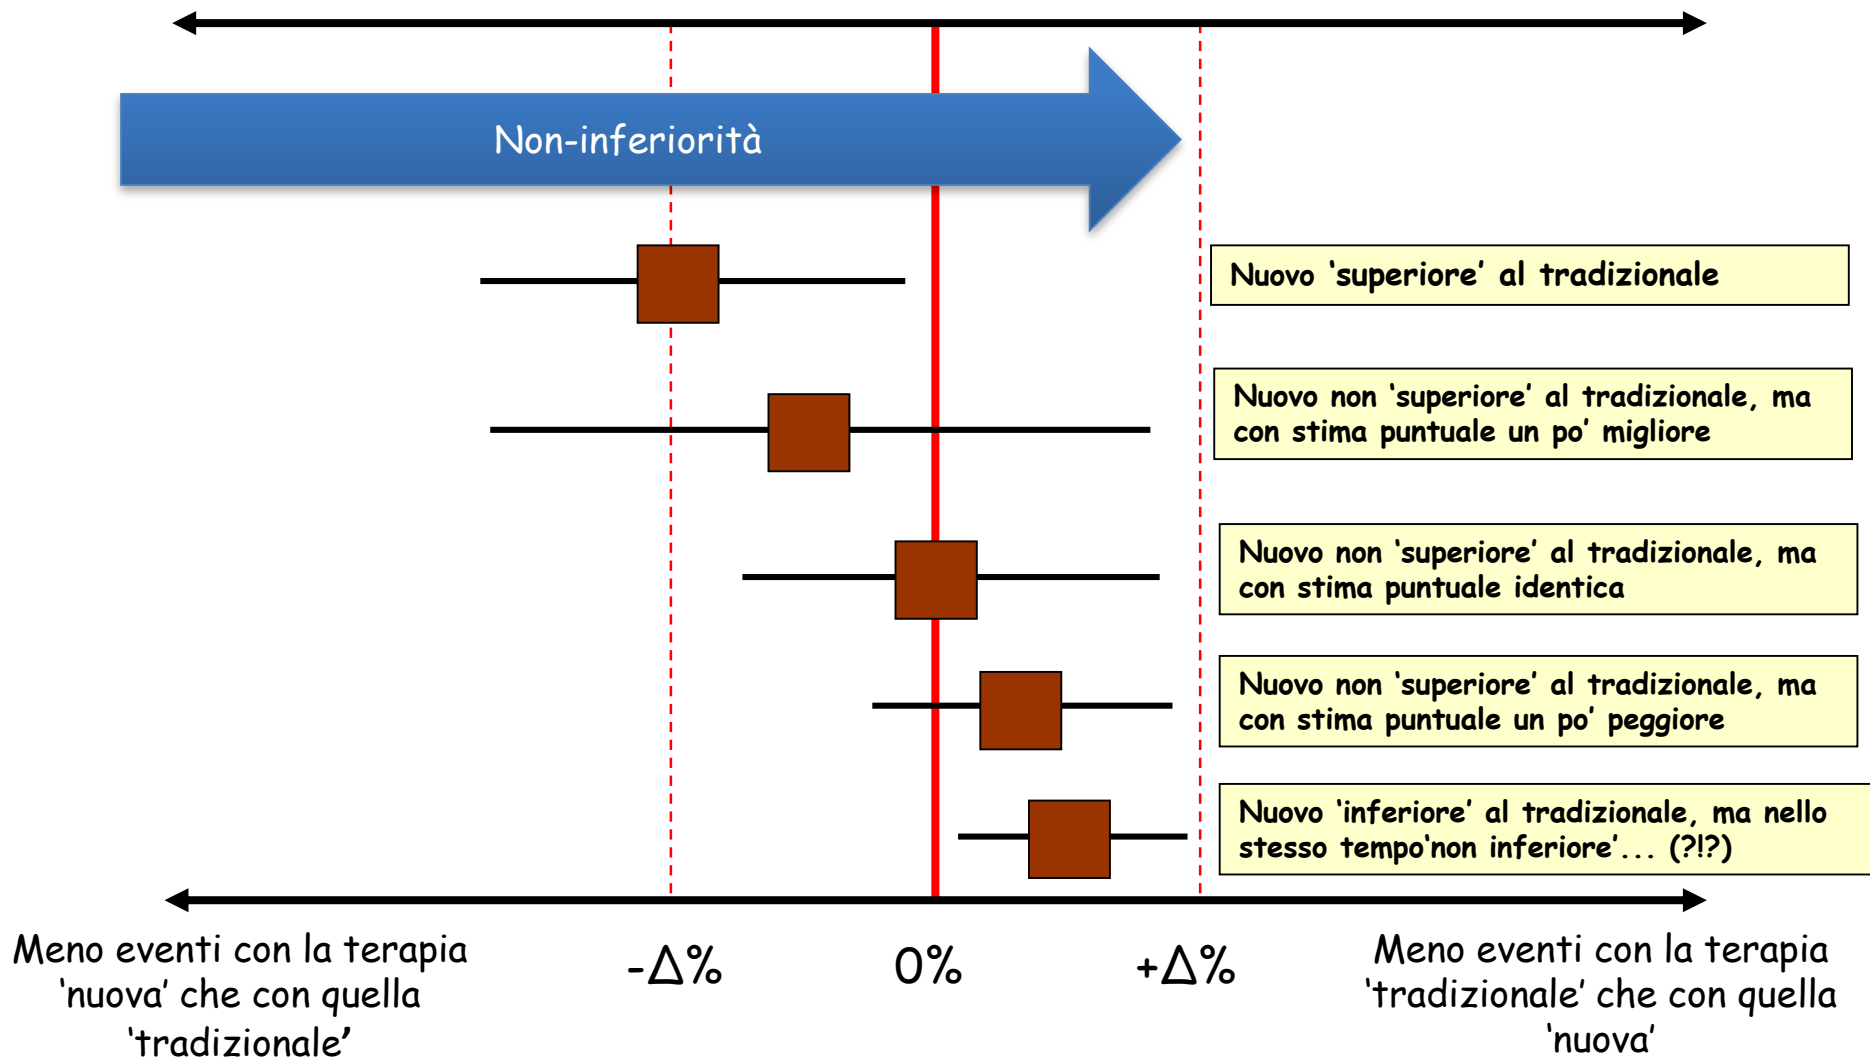 Non-inferiorità
Nuovo ‘superiore’ al tradizionale
Nuovo non ‘superiore’ al tradizionale, ma
con stima puntuale un po’ migliore
Nuovo non ‘superiore’ al tradizionale, ma
con stima puntuale identica
Nuovo non ‘superiore’ al tradizionale, ma
con stima puntuale un po’ peggiore
Nuovo ‘inferiore’ al tradizionale, ma nello
stesso tempo‘non inferiore’... (?!?)
Meno eventi con la terapia
‘nuova’ che con quella
‘tradizionale’
-Δ%
0%
+Δ%
Meno eventi con la terapia
‘tradizionale’ che con quella
‘nuova’